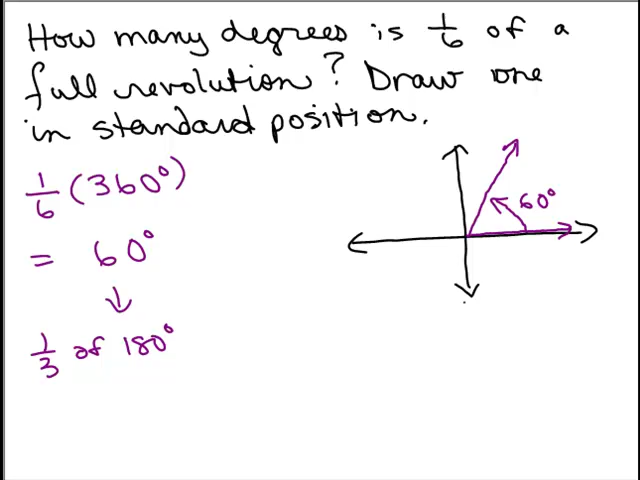 How many degrees is 1/6 of a
full revolution? Draw one
in standard position.
1/6 (360°)
= 60°
↓
1/3 of 180°
60°